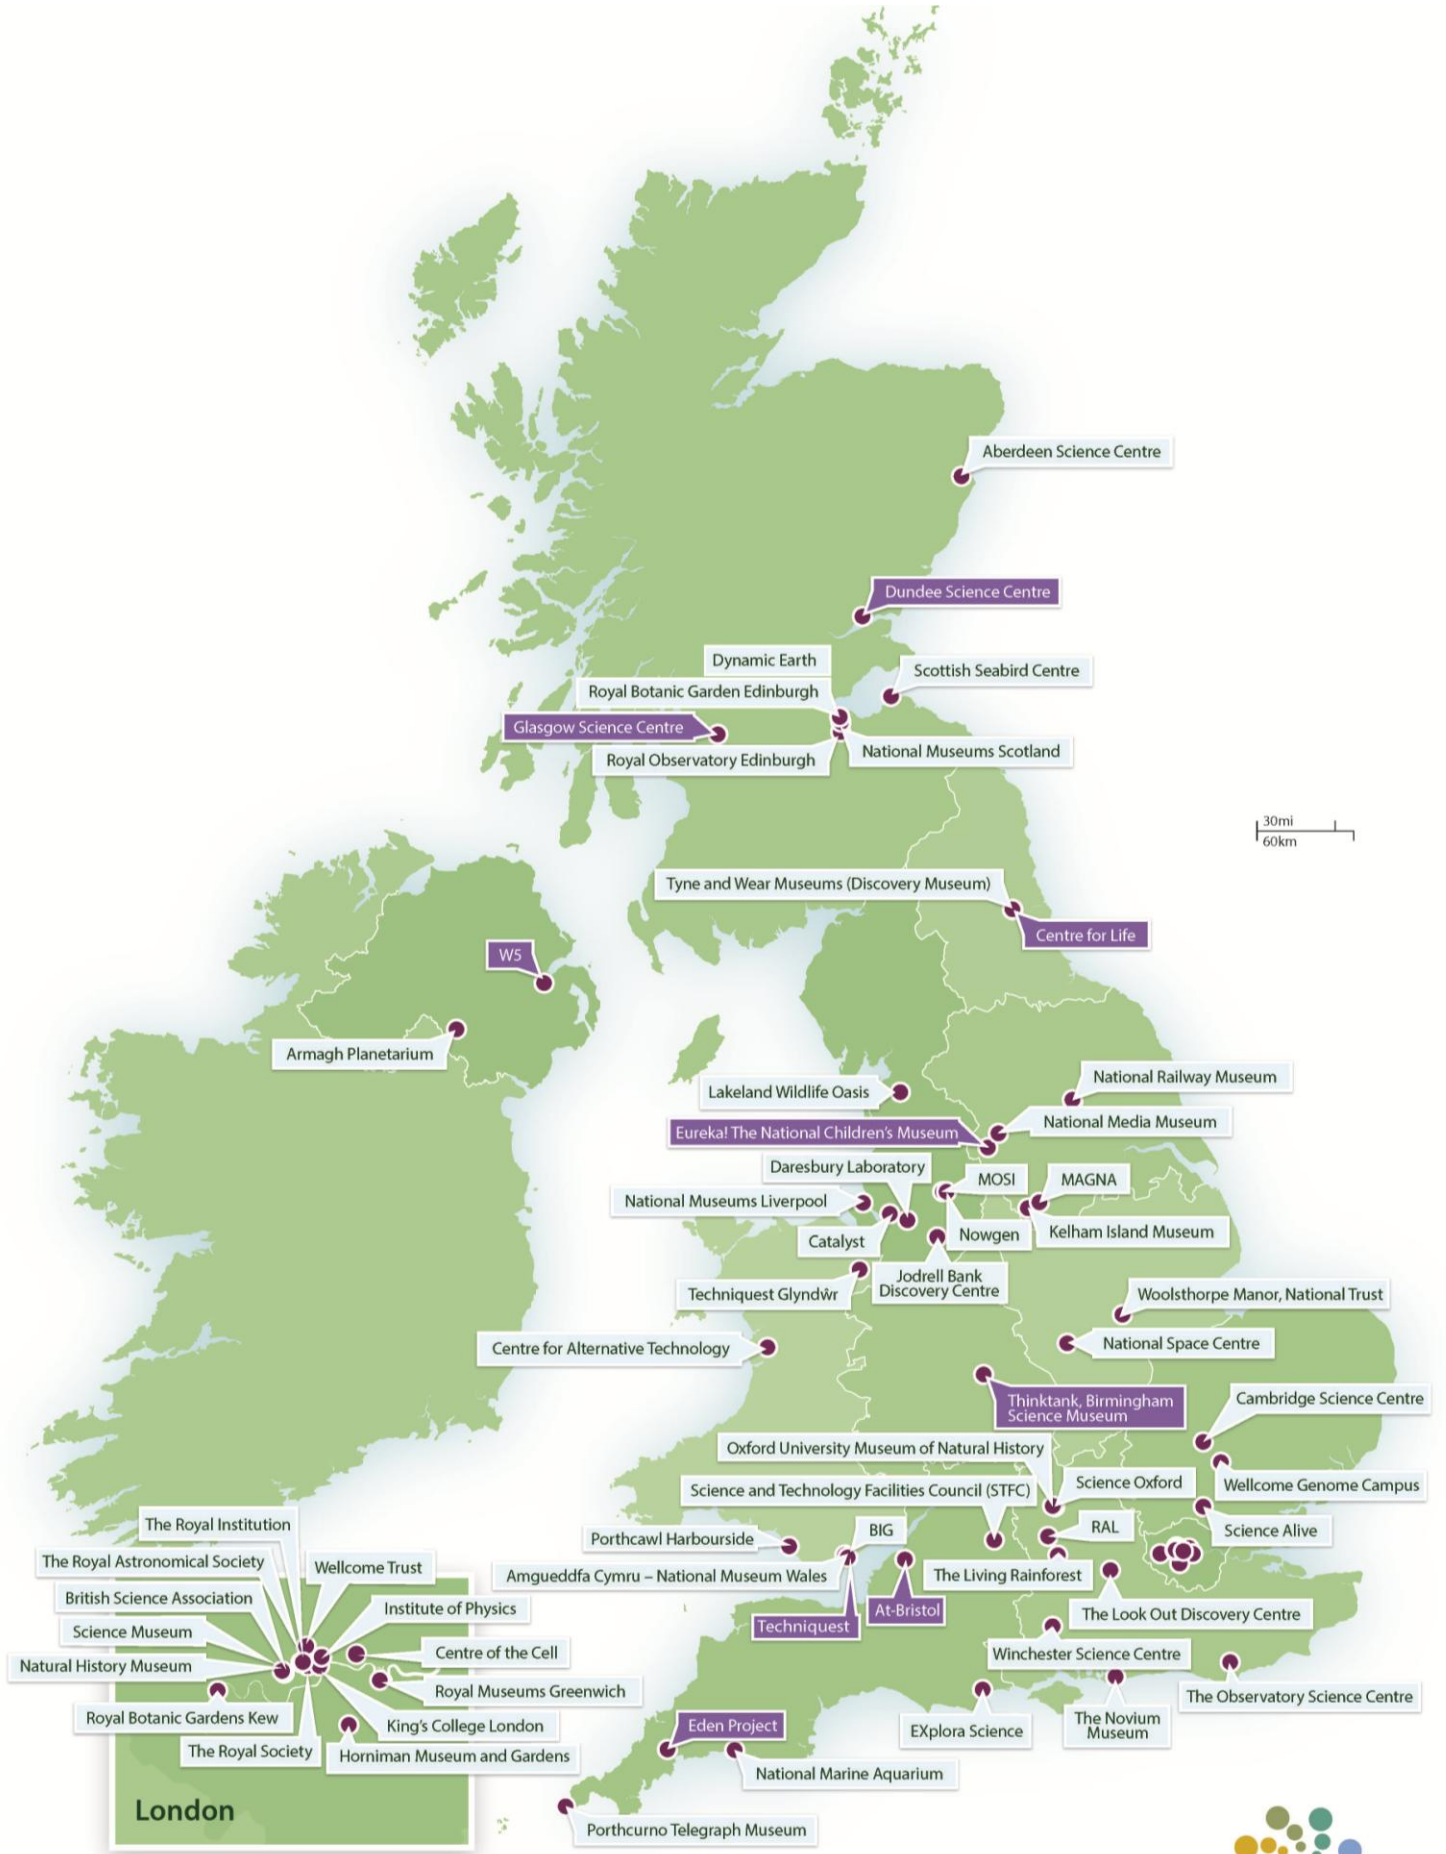 Aberdeen Science Centre
Dundee Science Centre
Dynamic Earth
Scottish Seabird Centre
Royal Botanic Garden Edinburgh
Glasgow Science Centre
National Museums Scotland
Royal Observatory Edinburgh
30mi
60km
Tyne and Wear Museums (Discovery Museum)
Centre for Life
W5
Armagh Planetarium
National Railway Museum
Lakeland Wildlife Oasis
National Media Museum
Eureka! The National Children's Museum
Daresbury Laboratory
MOSI
MAGNA
National Museums Liverpool
Catalyst
Nowgen
Kelham Island Museum
Jodrell Bank
Discovery Centre
Techniquest Glyndŵr
Woolsthorpe Manor, National Trust
National Space Centre
Centre for Alternative Technology
Thinktank, Birmingham
Science Museum
Cambridge Science Centre
Oxford University Museum of Natural History
Science and Technology Facilities Council (STFC)
Science Oxford
Wellcome Genome Campus
The Royal Institution
Porthcawl Harbourside
BIG
RAL
Science Alive
The Royal Astronomical Society
Wellcome Trust
Amgueddfa Cymru – National Museum Wales
The Living Rainforest
British Science Association
Institute of Physics
Techniquest
At-Bristol
The Look Out Discovery Centre
Science Museum
Centre of the Cell
Winchester Science Centre
Natural History Museum
Royal Museums Greenwich
The Observatory Science Centre
Royal Botanic Gardens Kew
King's College London
Eden Project
EXplora Science
The Novium
Museum
The Royal Society
Horniman Museum and Gardens
National Marine Aquarium
London
Porthcurno Telegraph Museum